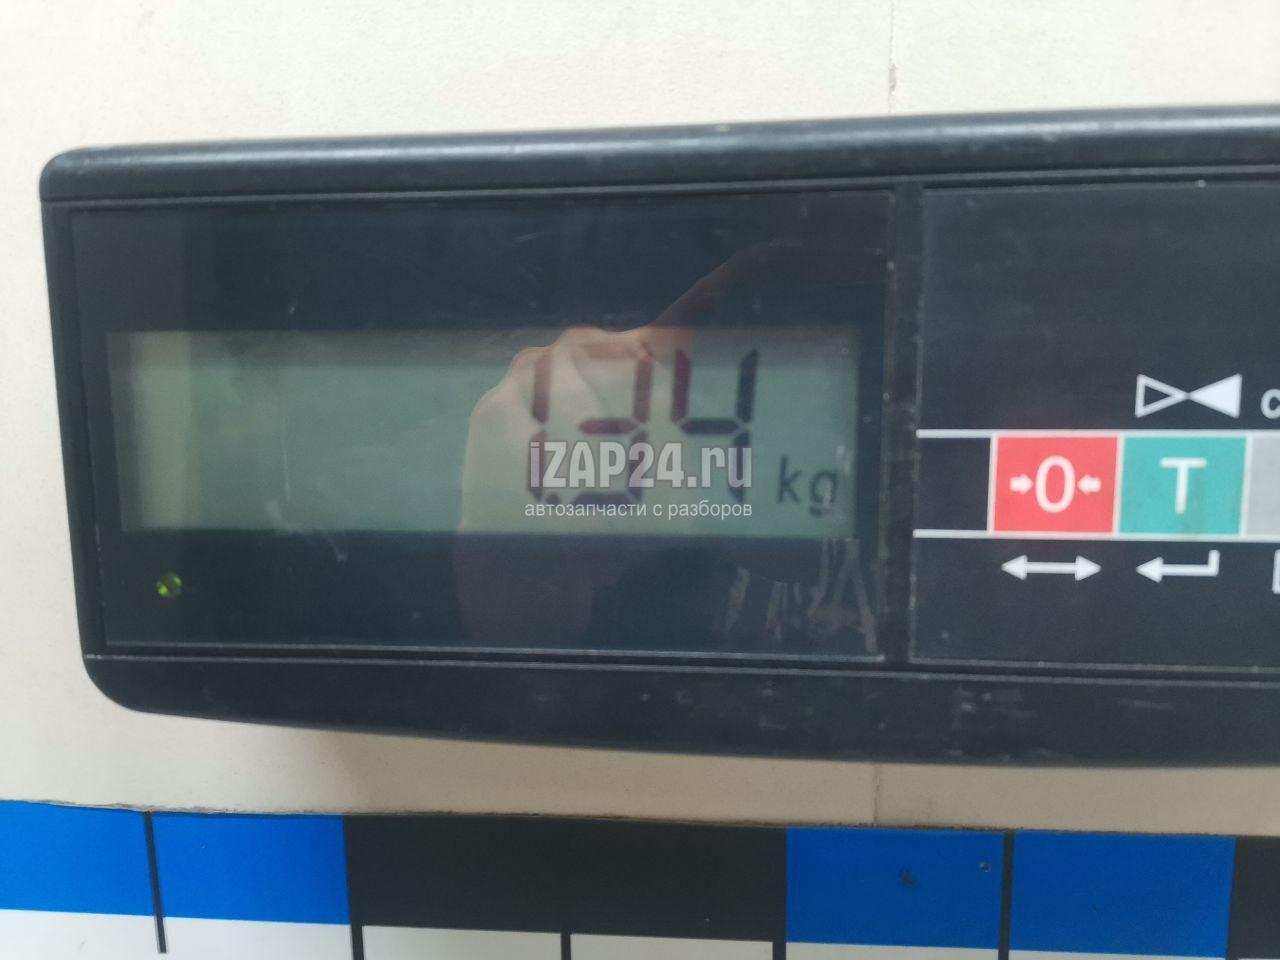 1.34 kg
iZAP24.ru
автозапчасти с разборов
0
T